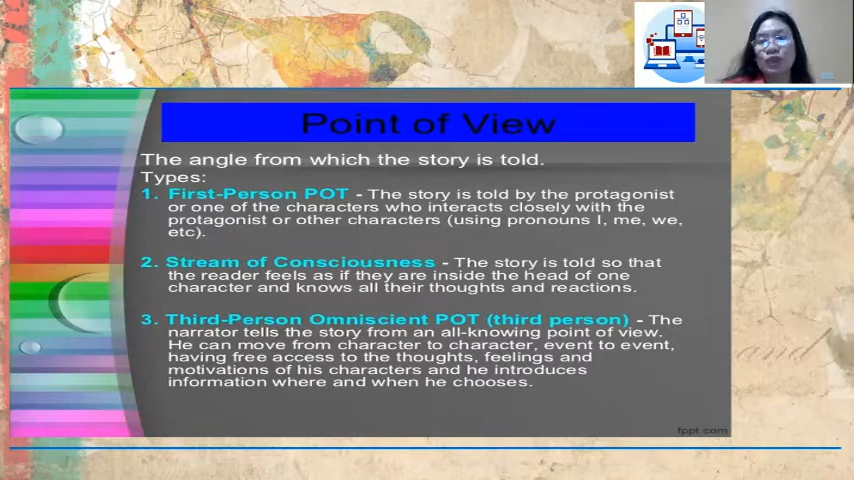 Point of View
The angle from which the story is told.
Types:
1. First-Person POT - The story is told by the protagonist
or one of the characters who interacts closely with the
protagonist or other characters (using pronouns I, me, we,
etc).
2. Stream of Consciousness - The story is told so that
the reader feels as if they are inside the head of one
character and knows all their thoughts and reactions.
3. Third-Person Omniscient POT (third person) - The
narrator tells the story from an all-knowing point of view.
He can move from character to character, event to event,
having free access to the thoughts, feelings and
motivations of his characters and he introduces
information where and when he chooses.
fppt.com